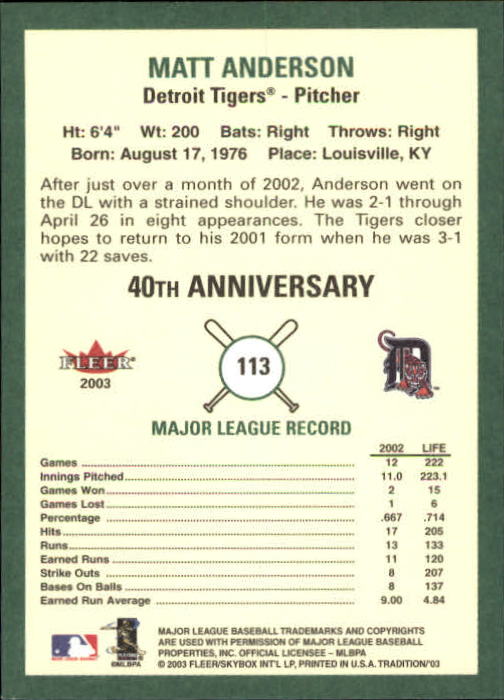 MATT ANDERSON
Detroit Tigers® - Pitcher
Ht: 6'4" Wt: 200 Bats: Right Throws: Right
Born: August 17, 1976 Place: Louisville, KY
After just over a month of 2002, Anderson went on
the DL with a strained shoulder. He was 2-1 through
April 26 in eight appearances. The Tigers closer
hopes to return to his 2001 form when he was 3-1
with 22 saves.
40TH ANNIVERSARY
FLEER®
2003
113
D
MAJOR LEAGUE RECORD
2002 LIFE
Games 12 222
Innings Pitched 11.0 223.1
Games Won 2 15
Games Lost 1 6
Percentage .667 .714
Hits 17 205
Runs 13 133
Earned Runs 11 120
Strike Outs 8 207
Bases On Balls 8 137
Earned Run Average 9.00 4.84
©MLBPA
MAJOR LEAGUE BASEBALL TRADEMARKS AND COPYRIGHTS
ARE USED WITH PERMISSION OF MAJOR LEAGUE BASEBALL
PROPERTIES, INC. OFFICIAL LICENSEE - MLBPA
© 2003 FLEER/SKYBOX INT'L LP, PRINTED IN U.S.A. TRADITION/'03